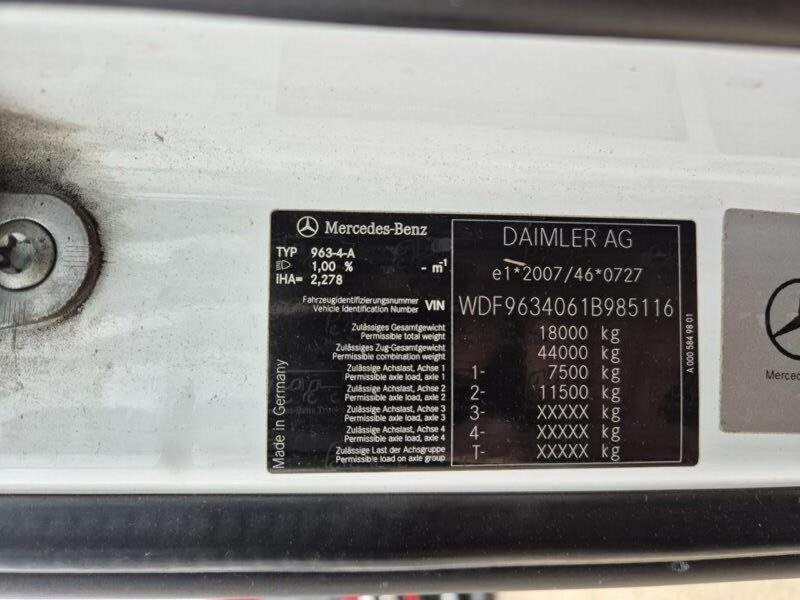 Mercedes-Benz
TYP 963-4-A
1,00 % - m-1
iHA= 2,278
DAIMLER AG
e1*2007/46*0727
Fahrzeugidentifizierungsnummer
Vehicle Identification Number VIN WDF9634061B985116
Zulässiges Gesamtgewicht
Permissible total weight 18000 kg
Zulässiges Zug-Gesamtgewicht
Permissible combination weight 44000 kg
Zulässige Achslast, Achse 1
Permissible axle load, axle 1 1- 7500 kg
Zulässige Achslast, Achse 2
Permissible axle load, axle 2 2- 11500 kg
Zulässige Achslast, Achse 3
Permissible axle load, axle 3 3- XXXXX kg
Zulässige Achslast, Achse 4
Permissible axle load, axle 4 4- XXXXX kg
Zulässige Last der Achsgruppe
Permissible load on axle group T- XXXXX kg
Made in Germany
A 000 584 98 01